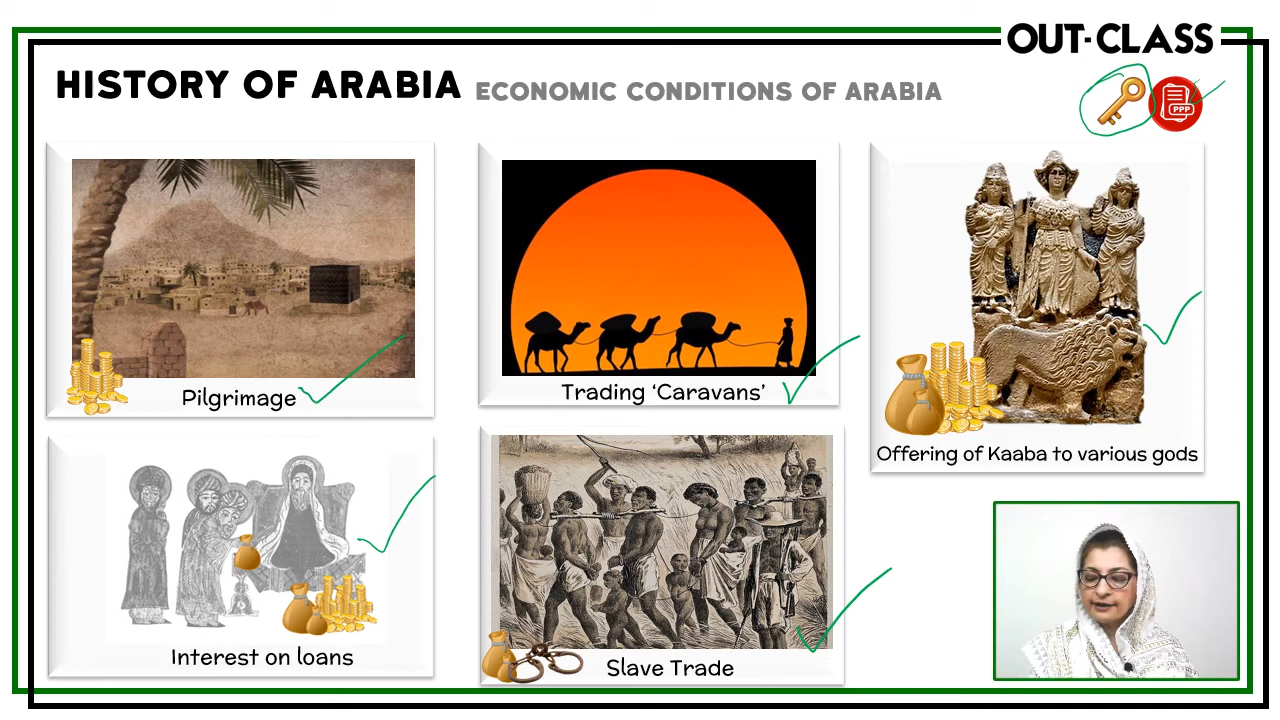 OUT-CLASS
HISTORY OF ARABIA ECONOMIC CONDITIONS OF ARABIA
PPP
Pilgrimage
Trading ‘Caravans’
Offering of Kaaba to various gods
Interest on loans
Slave Trade